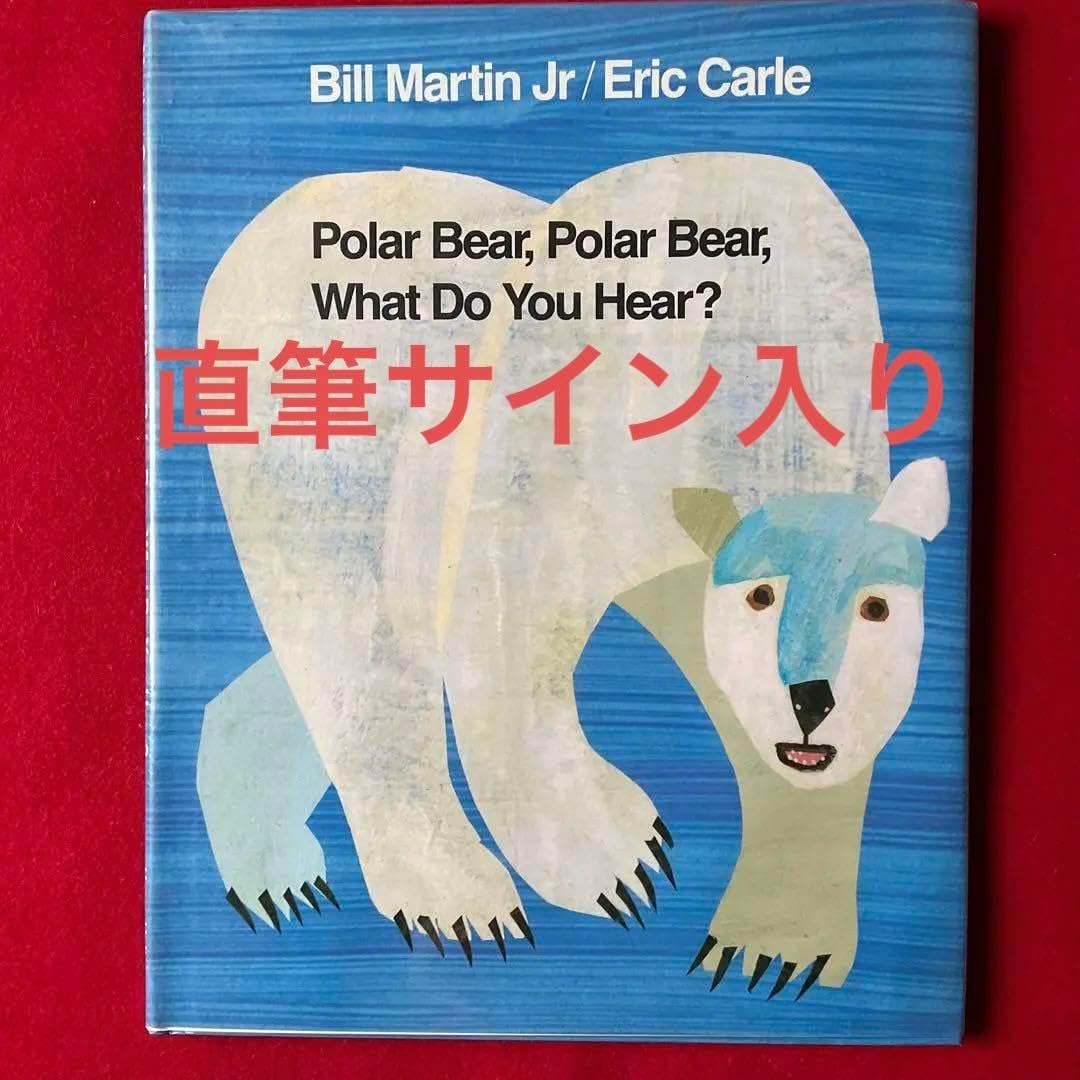 Bill Martin Jr / Eric Carle
Polar Bear, Polar Bear,
What Do You Hear?
直筆サイン入り